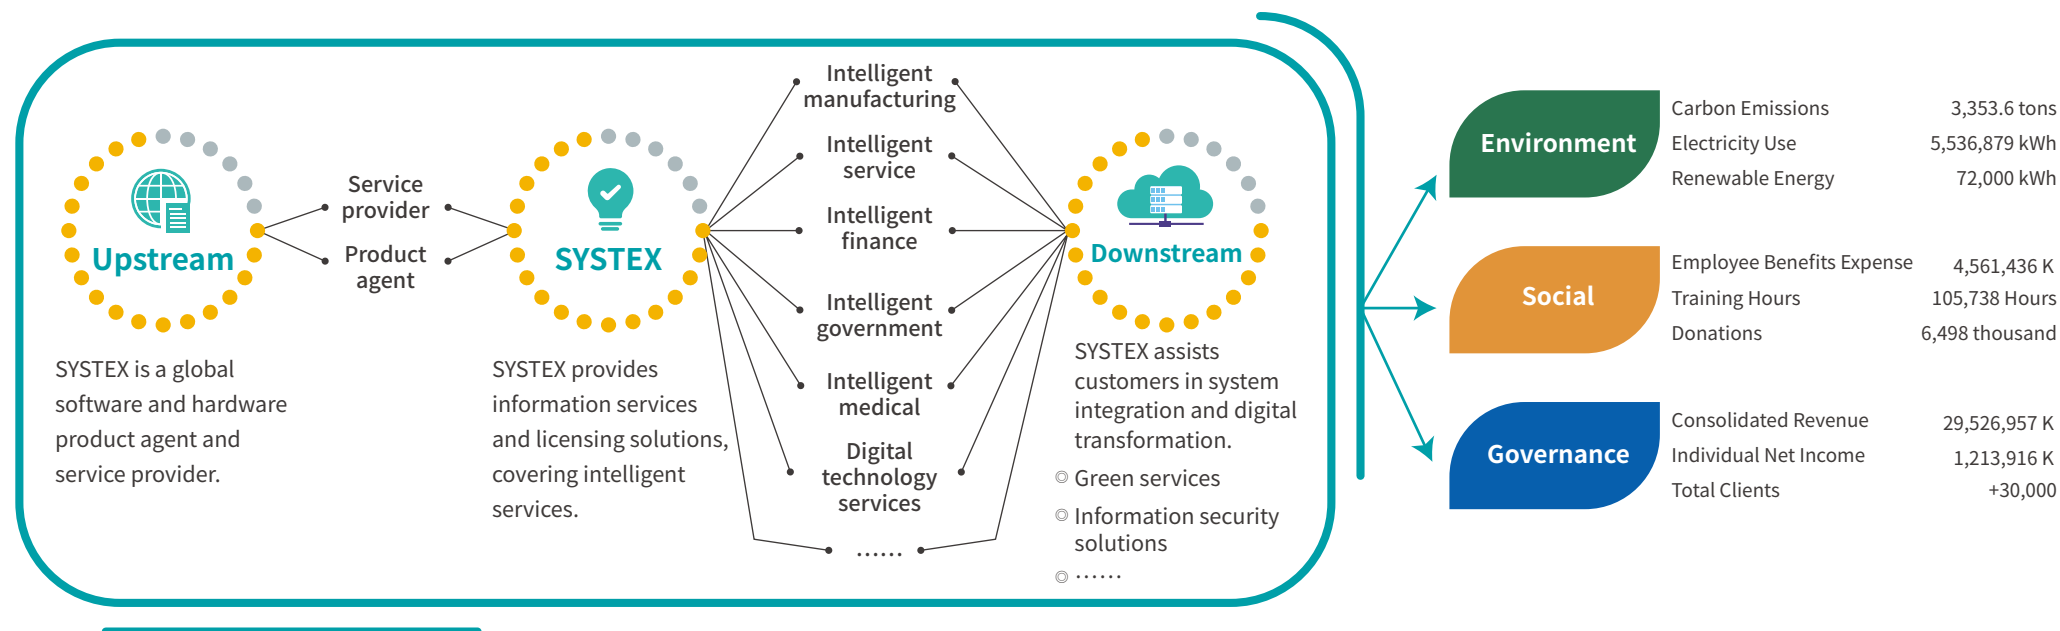 Upstream
SYSTEX is a global
software and hardware
product agent and
service provider.
Service
provider
Product
agent
SYSTEX
SYSTEX provides
information services
and licensing solutions,
covering intelligent
services.
Intelligent
manufacturing
Intelligent
service
Intelligent
finance
Intelligent
government
Intelligent
medical
Digital
technology
services
......
Downstream
SYSTEX assists
customers in system
integration and digital
transformation.
◎ Green services
◎ Information security
solutions
◎ ......
Environment
Carbon Emissions 3,353.6 tons
Electricity Use 5,536,879 kWh
Renewable Energy 72,000 kWh
Social
Employee Benefits Expense 4,561,436 K
Training Hours 105,738 Hours
Donations 6,498 thousand
Governance
Consolidated Revenue 29,526,957 K
Individual Net Income 1,213,916 K
Total Clients +30,000